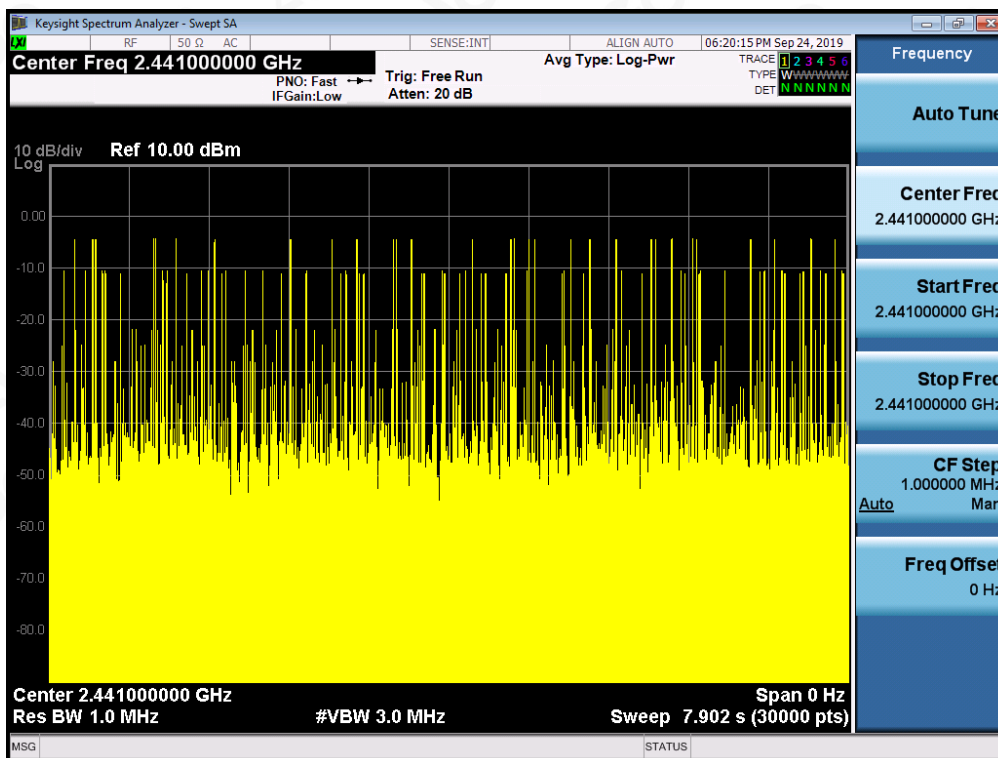 Keysight Spectrum Analyzer - Swept SA
LXI RF 50 Ω AC SENSE:INT ALIGN AUTO 06:20:15 PM Sep 24, 2019
Center Freq 2.441000000 GHz
PNO: Fast
IFGain:Low
Trig: Free Run
Atten: 20 dB
Avg Type: Log-Pwr
TRACE 1 2 3 4 5 6
TYPE WWWWWW
DET N N N N N N
10 dB/div Ref 10.00 dBm
Log
0.00
-10.0
-20.0
-30.0
-40.0
-50.0
-60.0
-70.0
-80.0
Center 2.441000000 GHz Span 0 Hz
Res BW 1.0 MHz #VBW 3.0 MHz Sweep 7.902 s (30000 pts)
MSG STATUS
Frequency
Auto Tune
Center Freq
2.441000000 GHz
Start Freq
2.441000000 GHz
Stop Freq
2.441000000 GHz
CF Step
1.000000 MHz
Auto Man
Freq Offset
0 Hz